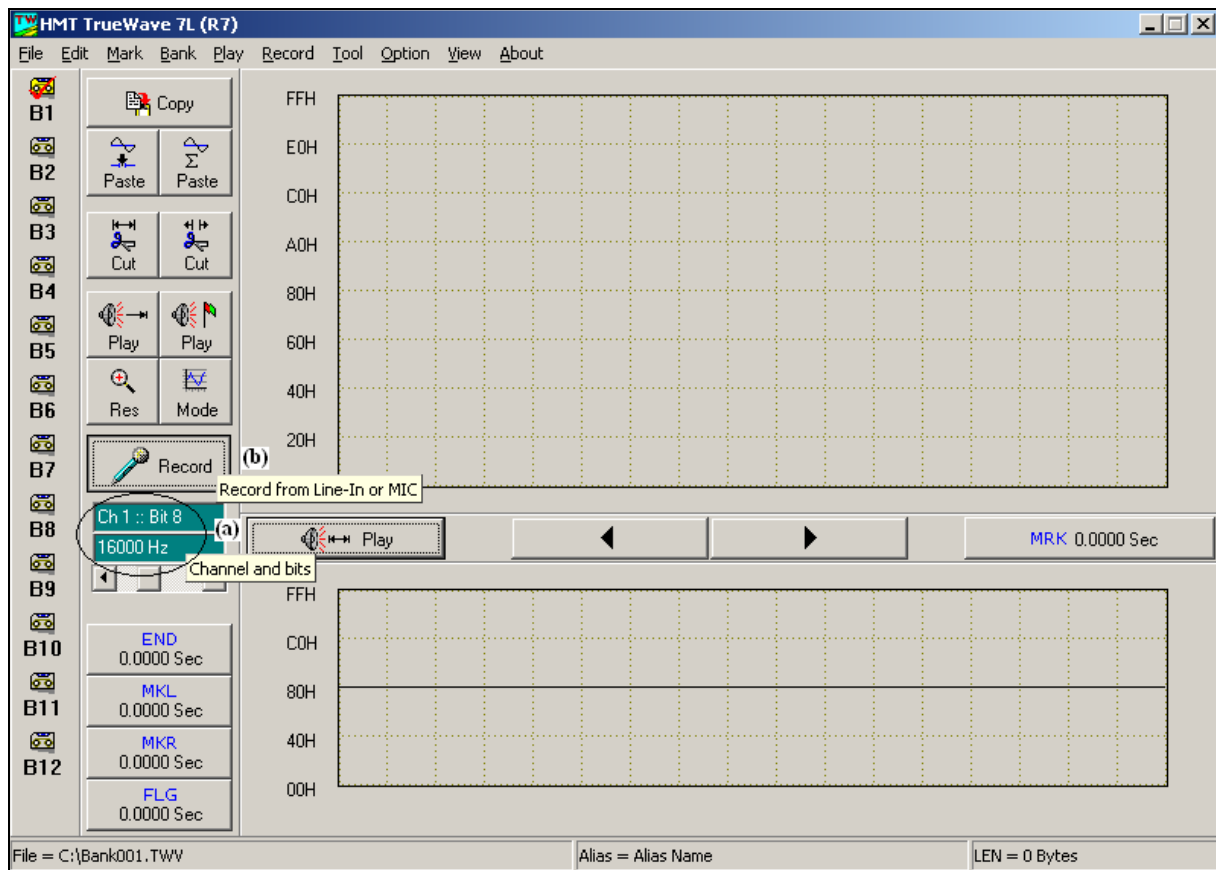 HMT TrueWave 7L (R7)
File Edit Mark Bank Play Record Tool Option View About
B1
B2
B3
B4
B5
B6
B7
B8
B9
B10
B11
B12
Copy
Paste Paste
Cut Cut
Play Play
Res Mode
Record
(b)
Record from Line-In or MIC
Ch 1 :: Bit 8
(a)
16000 Hz
Channel and bits
END
0.0000 Sec
MKL
0.0000 Sec
MKR
0.0000 Sec
FLG
0.0000 Sec
FFH
E0H
C0H
A0H
80H
60H
40H
20H
Play
MRK 0.0000 Sec
FFH
C0H
80H
40H
00H
File = C:\Bank001.TWV
Alias = Alias Name
LEN = 0 Bytes